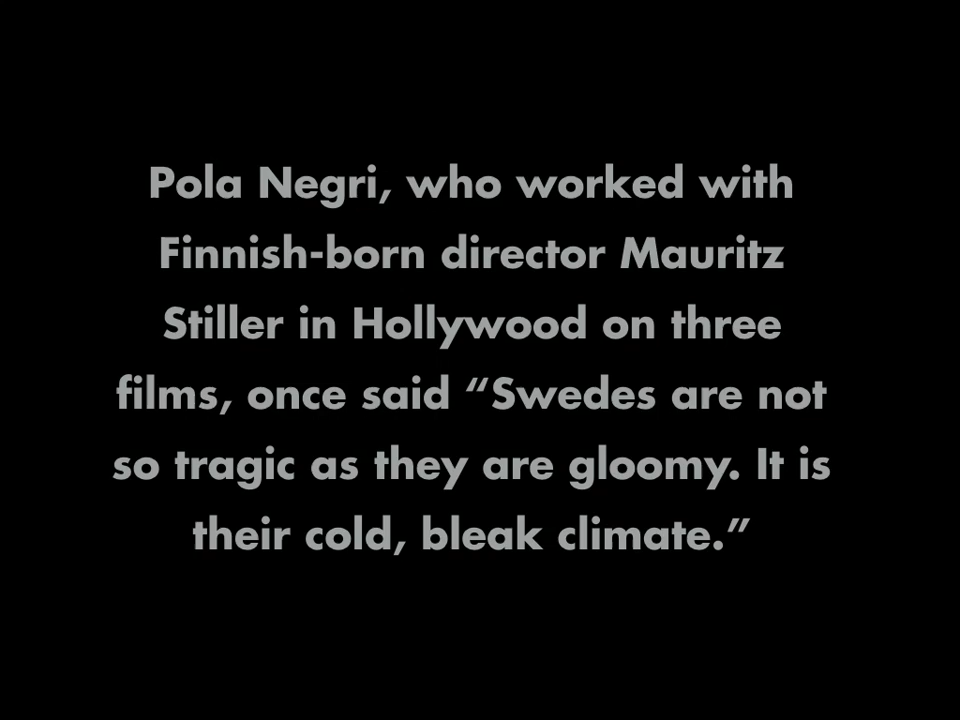 Pola Negri, who worked with
Finnish-born director Mauritz
Stiller in Hollywood on three
films, once said “Swedes are not
so tragic as they are gloomy. It is
their cold, bleak climate.”